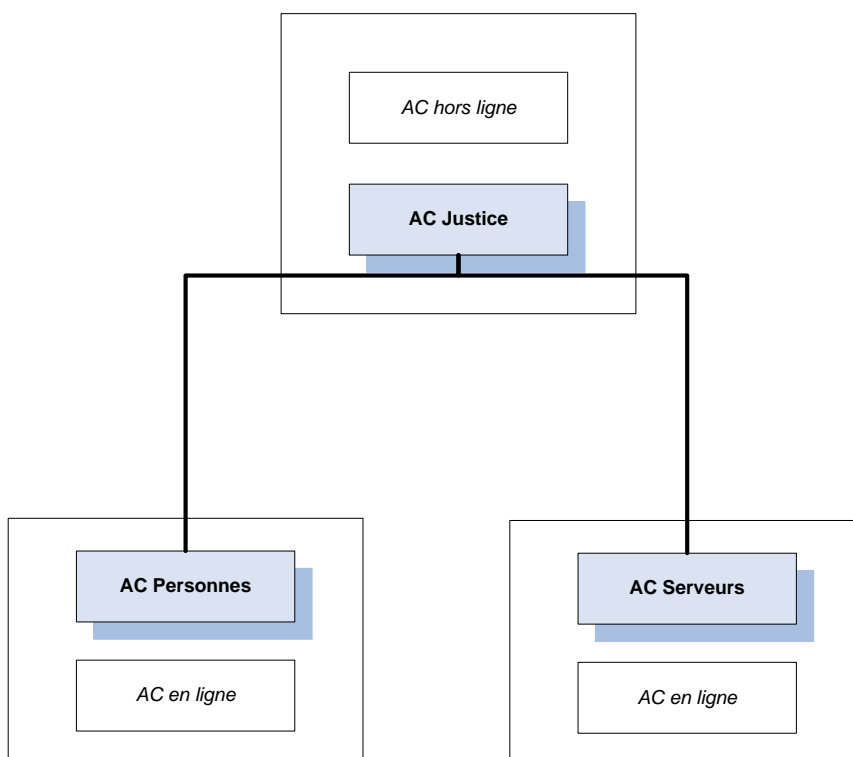 AC hors ligne
AC Justice
AC Personnes
AC Serveurs
AC en ligne
AC en ligne